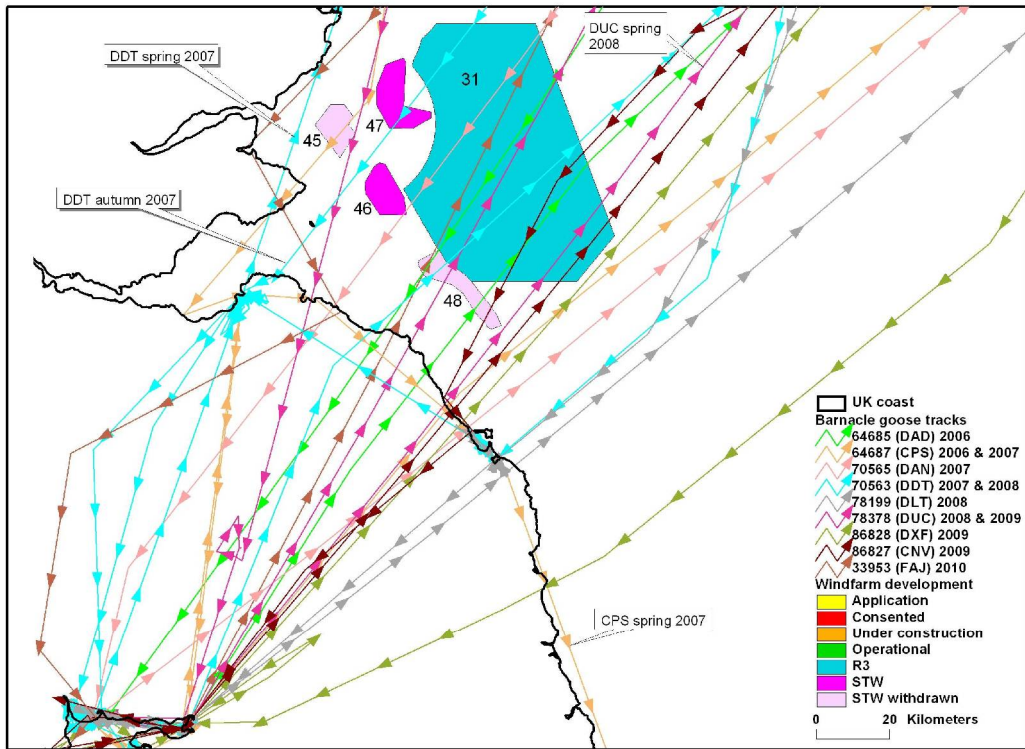 DDT spring 2007
DUC spring
2008
31
45
47
DDT autumn 2007
46
48
CPS spring 2007
UK coast
Barnacle goose tracks
64685 (DAD) 2006
64687 (CPS) 2006 & 2007
70565 (DAN) 2007
70563 (DDT) 2007 & 2008
78199 (DLT) 2008
78378 (DUC) 2008 & 2009
86828 (DXF) 2009
86827 (CNV) 2009
33953 (FAJ) 2010
Windfarm development
Application
Consented
Under construction
Operational
R3
STW
STW withdrawn
0 20 Kilometers